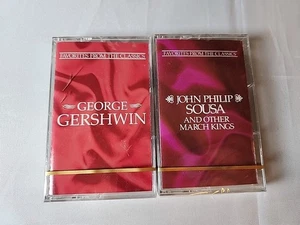 FAVORITES FROM THE CLASSICS
GEORGE
GERSHWIN
FAVORITES FROM THE CLASSICS
JOHN PHILIP
SOUSA
AND OTHER
MARCH KINGS